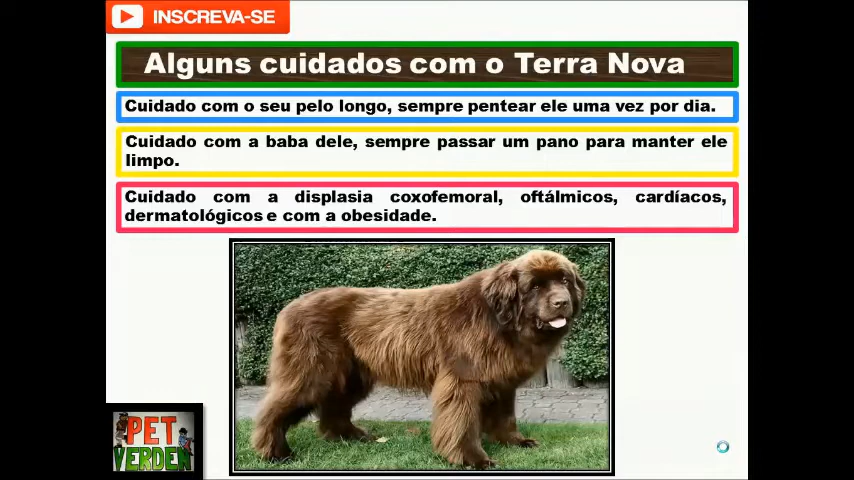 INSCREVA-SE
Alguns cuidados com o Terra Nova
Cuidado com o seu pelo longo, sempre pentear ele uma vez por dia.
Cuidado com a baba dele, sempre passar um pano para manter ele
limpo.
Cuidado com a displasia coxofemoral, oftálmicos, cardíacos,
dermatológicos e com a obesidade.
PET
VERDEN